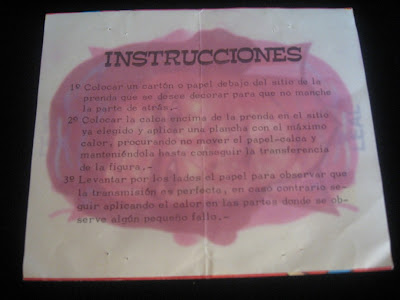 INSTRUCCIONES
1º Colocar un cartón o papel debajo del sitio de la
prenda que se desee decorar para que no manche
la parte de atrás.-
2º Colocar la calca encima de la prenda en el sitio
ya elegido y aplicar una plancha con el máximo
calor, procurando no mover el papel-calca y
manteniéndola hasta conseguir la transferencia
de la figura.-
3º Levantar por los lados el papel para observar que
la transmisión es perfecta, en caso contrario se-
guir aplicando el calor en las partes donde se ob-
serve algún pequeño fallo.-